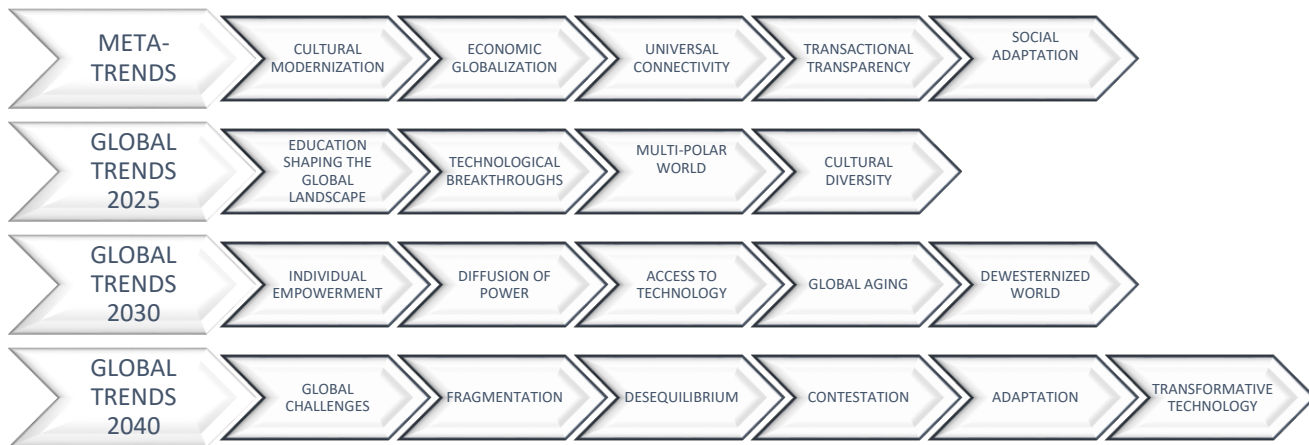 META-
TRENDS
CULTURAL
MODERNIZATION
ECONOMIC
GLOBALIZATION
UNIVERSAL
CONNECTIVITY
TRANSACTIONAL
TRANSPARENCY
SOCIAL
ADAPTATION
GLOBAL
TRENDS
2025
EDUCATION
SHAPING THE
GLOBAL
LANDSCAPE
TECHNOLOGICAL
BREAKTHROUGHS
MULTI-POLAR
WORLD
CULTURAL
DIVERSITY
GLOBAL
TRENDS
2030
INDIVIDUAL
EMPOWERMENT
DIFFUSION OF
POWER
ACCESS TO
TECHNOLOGY
GLOBAL AGING
DEWESTERNIZED
WORLD
GLOBAL
TRENDS
2040
GLOBAL
CHALLENGES
FRAGMENTATION
DESEQUILIBRIUM
CONTESTATION
ADAPTATION
TRANSFORMATIVE
TECHNOLOGY